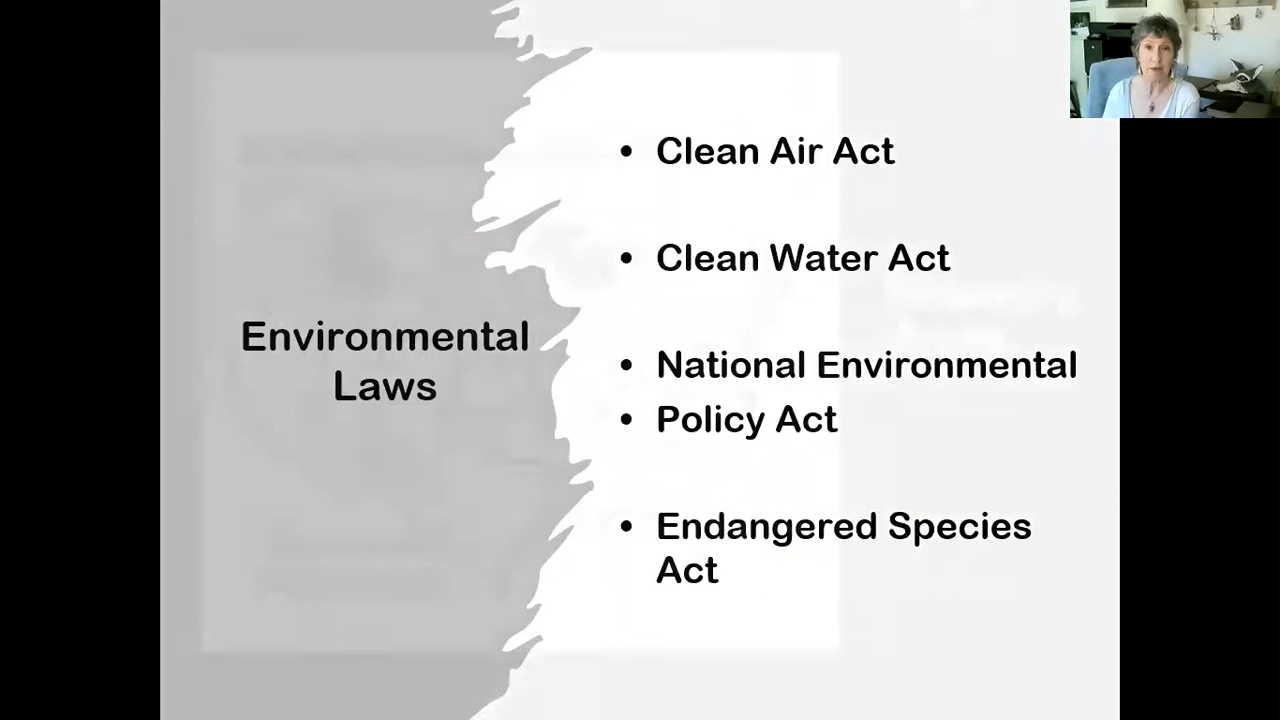 Environmental
Laws
• Clean Air Act
• Clean Water Act
• National Environmental
• Policy Act
• Endangered Species
Act